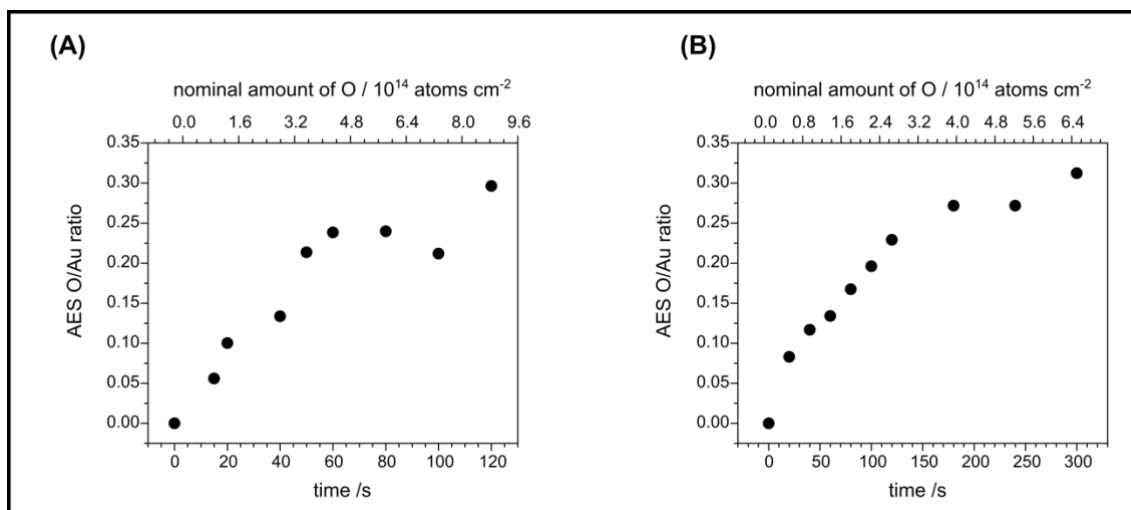 (A)
nominal amount of O / 10¹⁴ atoms cm⁻²
0.0 1.6 3.2 4.8 6.4 8.0 9.6
0.35
0.30
0.25
0.20
0.15
0.10
0.05
0.00
AES O/Au ratio
0 20 40 60 80 100 120
time /s
(B)
nominal amount of O / 10¹⁴ atoms cm⁻²
0.0 0.8 1.6 2.4 3.2 4.0 4.8 5.6 6.4
0.35
0.30
0.25
0.20
0.15
0.10
0.05
0.00
AES O/Au ratio
0 50 100 150 200 250 300
time /s